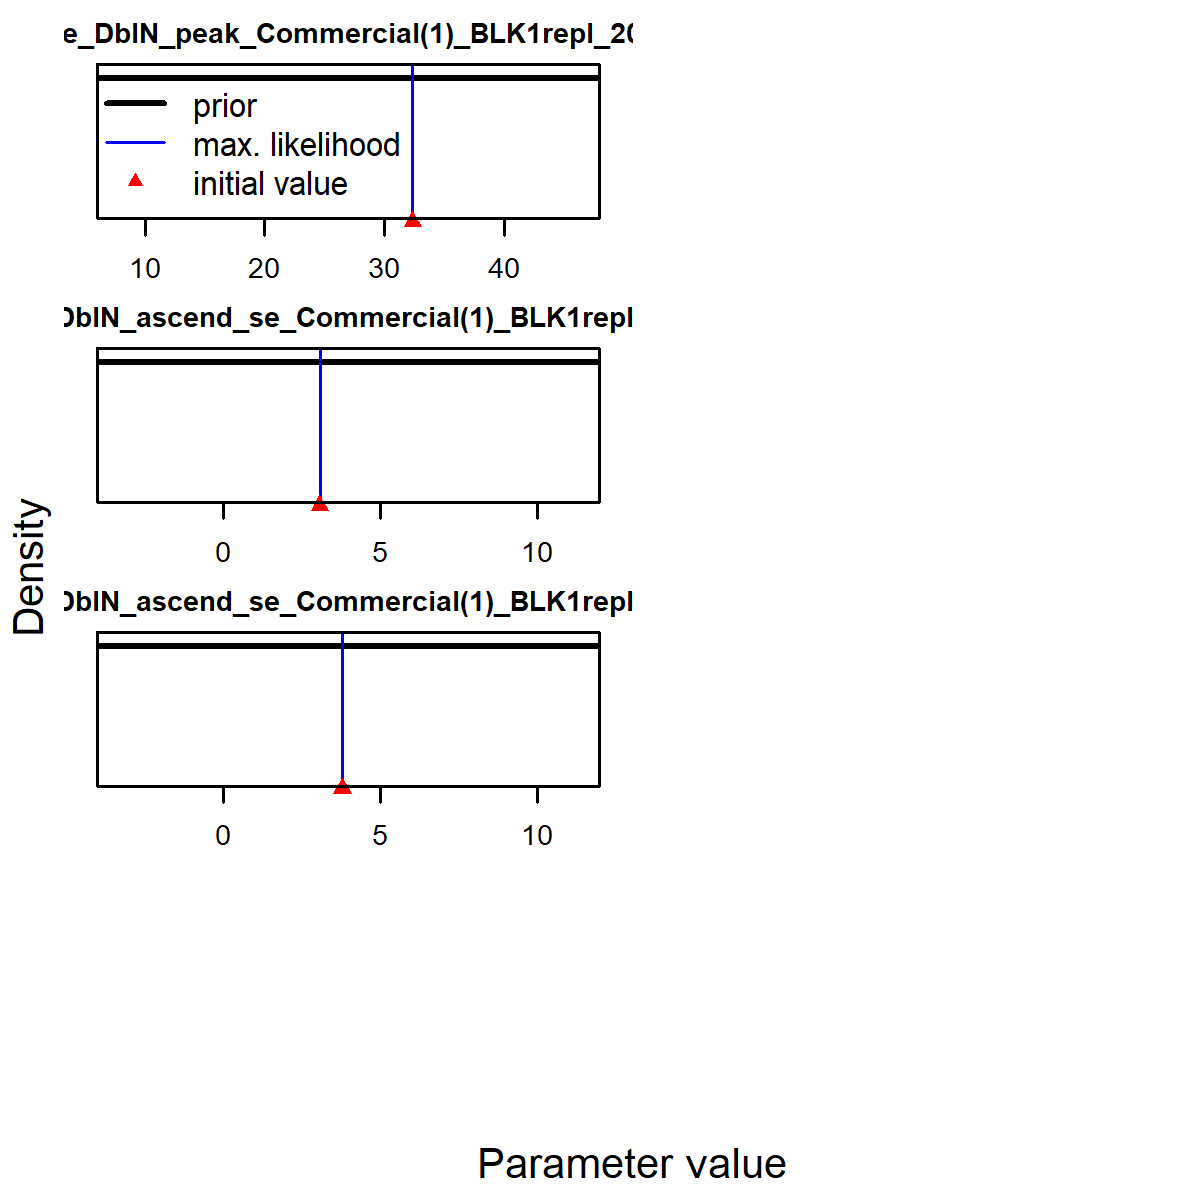 e_DblN_peak_Commercial(1)_BLK1repl_20
prior
max. likelihood
initial value
10 20 30 40
DblN_ascend_se_Commercial(1)_BLK1repl
0 5 10
DblN_ascend_se_Commercial(1)_BLK1repl
0 5 10
Density
Parameter value